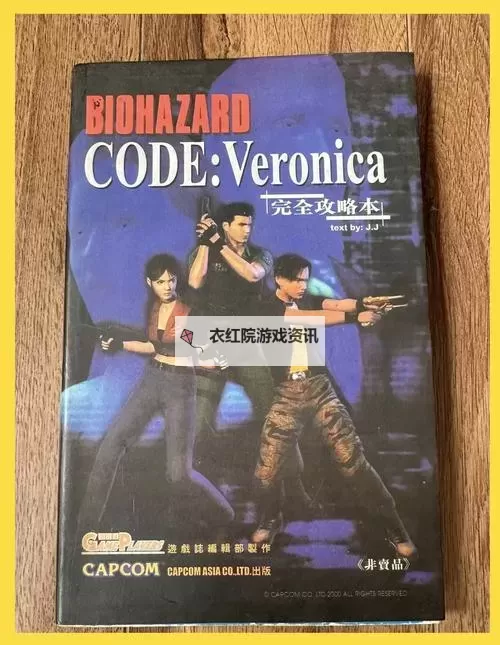 BIOHAZARD
CODE:Veronica
完全攻略本
text by: J.J
衣红院游戏资讯
GAME PLAYERS 遊戲誌編輯部製作
CAPCOM CAPCOM ASIA CO.,LTD.出版
《非賣品》
© CAPCOM CO., LTD 2000 ALL RIGHTS RESERVED